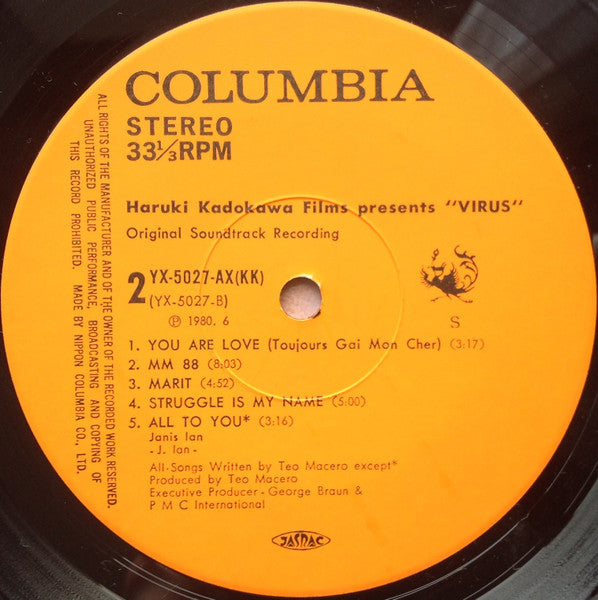 COLUMBIA
STEREO
33⅓RPM
Haruki Kadokawa Films presents "VIRUS"
Original Soundtrack Recording
2 YX-5027-AX(KK)
(YX-5027-B)
Ⓟ 1980. 6
S
1. YOU ARE LOVE (Toujours Gai Mon Cher) (3:17)
2. MM 88 (8:03)
3. MARIT (4:52)
4. STRUGGLE IS MY NAME (5:00)
5. ALL TO YOU* (3:16)
Janis Ian
- J. Ian -
All-Songs Written by Teo Macero except*
Produced by Teo Macero
Executive Producer - George Braun &
P M C International
JASRAC
ALL RIGHTS OF THE MANUFACTURER AND OF THE OWNER OF THE RECORDED WORK RESERVED.
UNAUTHORIZED PUBLIC PERFORMANCE, BROADCASTING AND COPYING OF
THIS RECORD PROHIBITED. MADE BY NIPPON COLUMBIA CO., LTD.